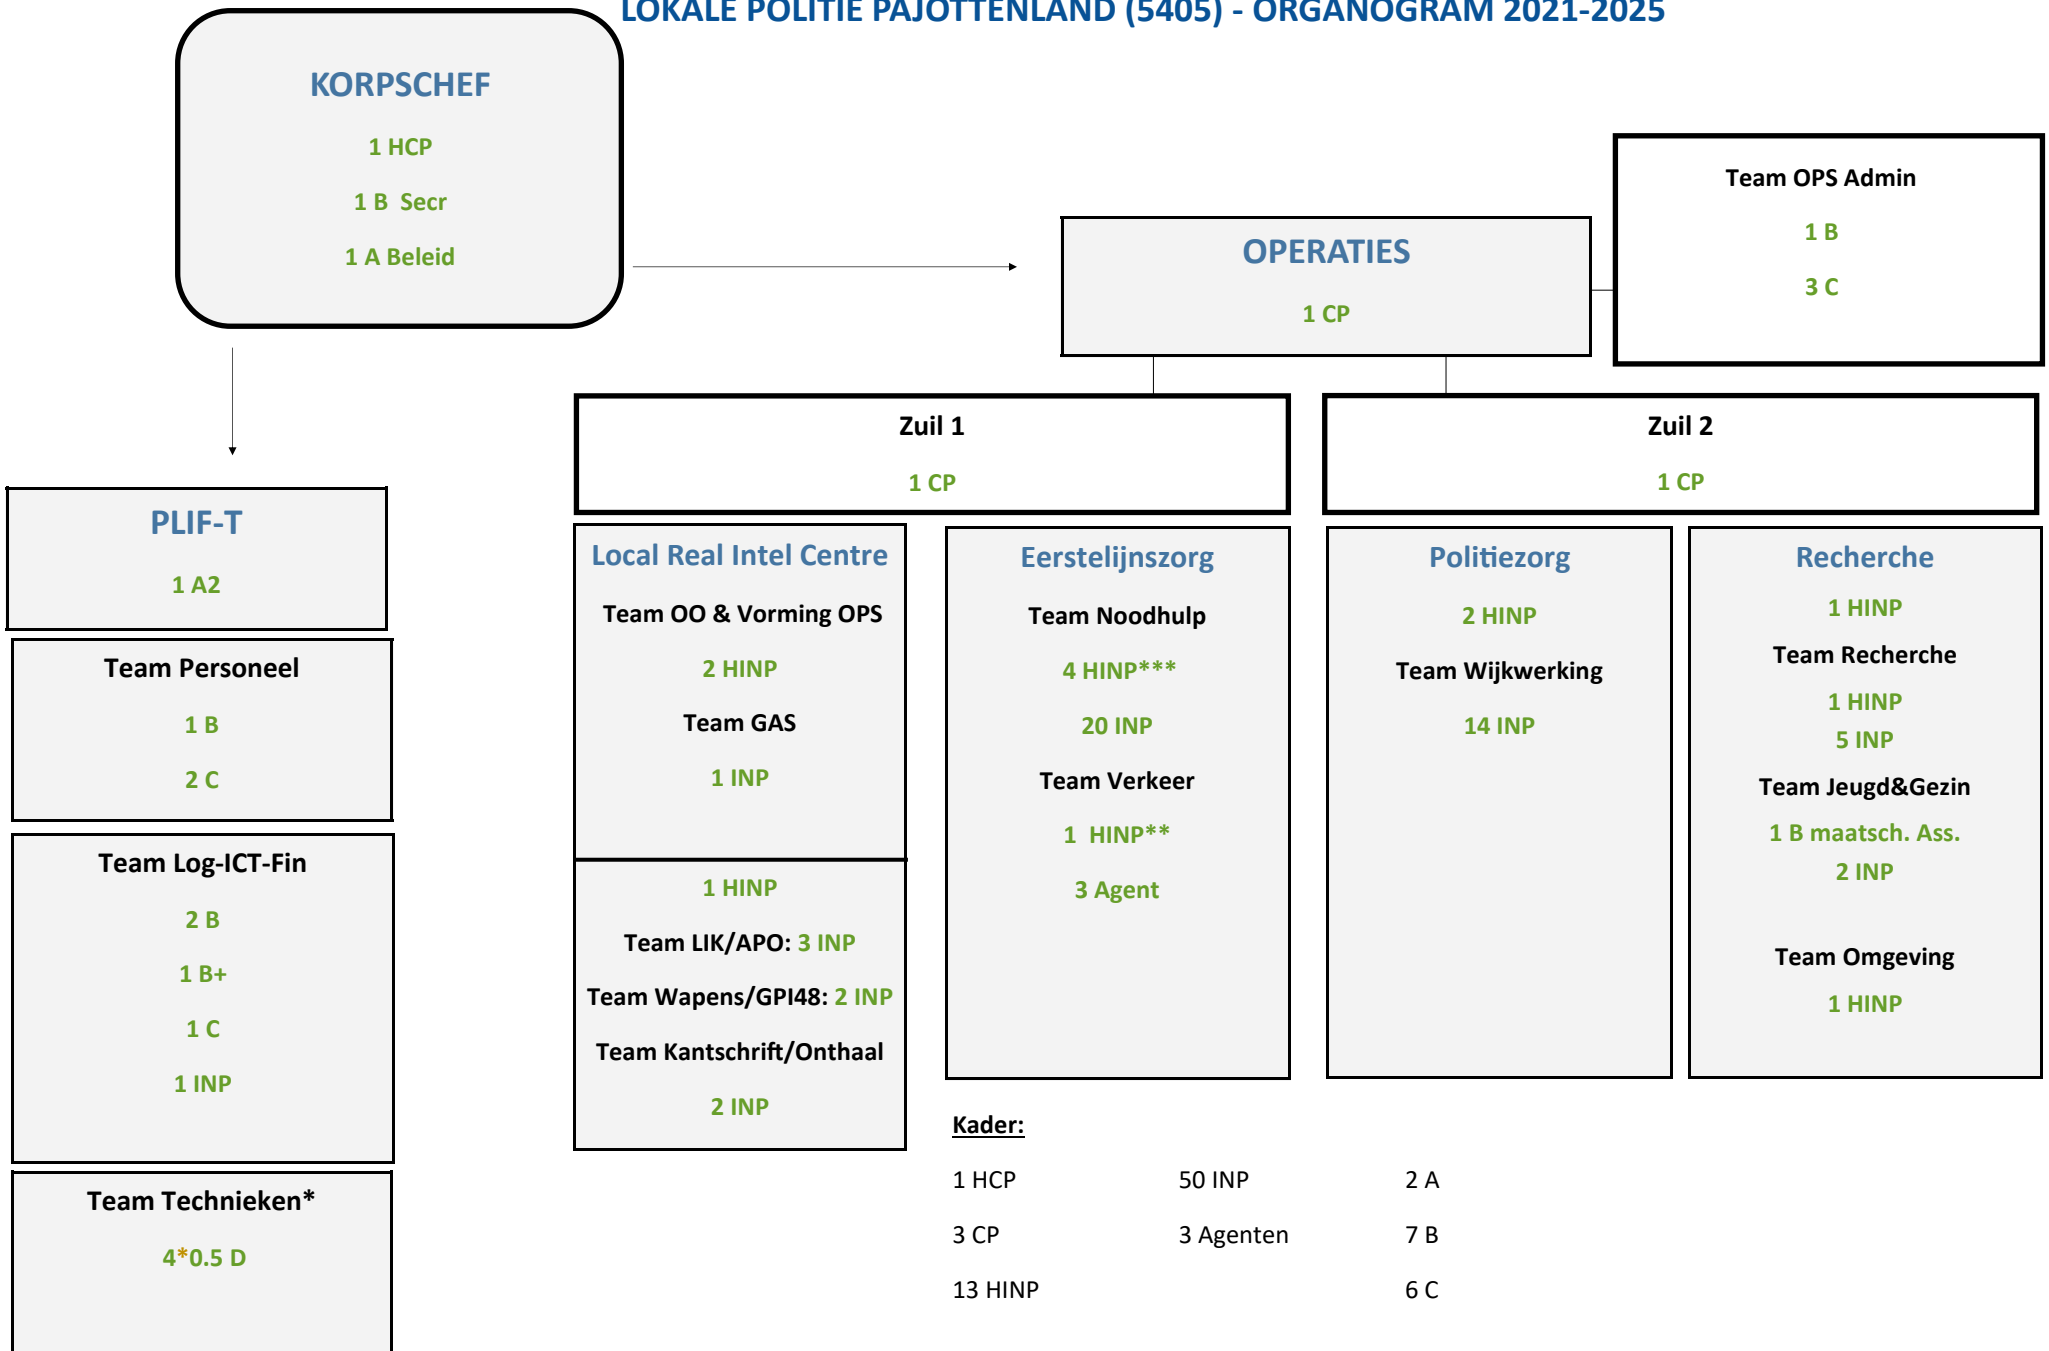 LOKALE POLITIE PAJOTTENLAND (5405) - ORGANOGRAM 2021-2025
KORPSCHEF
1 HCP
1 B Secr
1 A Beleid
OPERATIES
1 CP
Team OPS Admin
1 B
3 C
Zuil 1
1 CP
Zuil 2
1 CP
PLIF-T
1 A2
Team Personeel
1 B
2 C
Team Log-ICT-Fin
2 B
1 B+
1 C
1 INP
Team Technieken*
4*0.5 D
Local Real Intel Centre
Team OO & Vorming OPS
2 HINP
Team GAS
1 INP
1 HINP
Team LIK/APO: 3 INP
Team Wapens/GPI48: 2 INP
Team Kantschrift/Onthaal
2 INP
Eerstelijnszorg
Team Noodhulp
4 HINP***
20 INP
Team Verkeer
1 HINP**
3 Agent
Politiezorg
2 HINP
Team Wijkwerking
14 INP
Recherche
1 HINP
Team Recherche
1 HINP
5 INP
Team Jeugd&Gezin
1 B maatsch. Ass.
2 INP
Team Omgeving
1 HINP
Kader:
1 HCP 50 INP 2 A
3 CP 3 Agenten 7 B
13 HINP 6 C